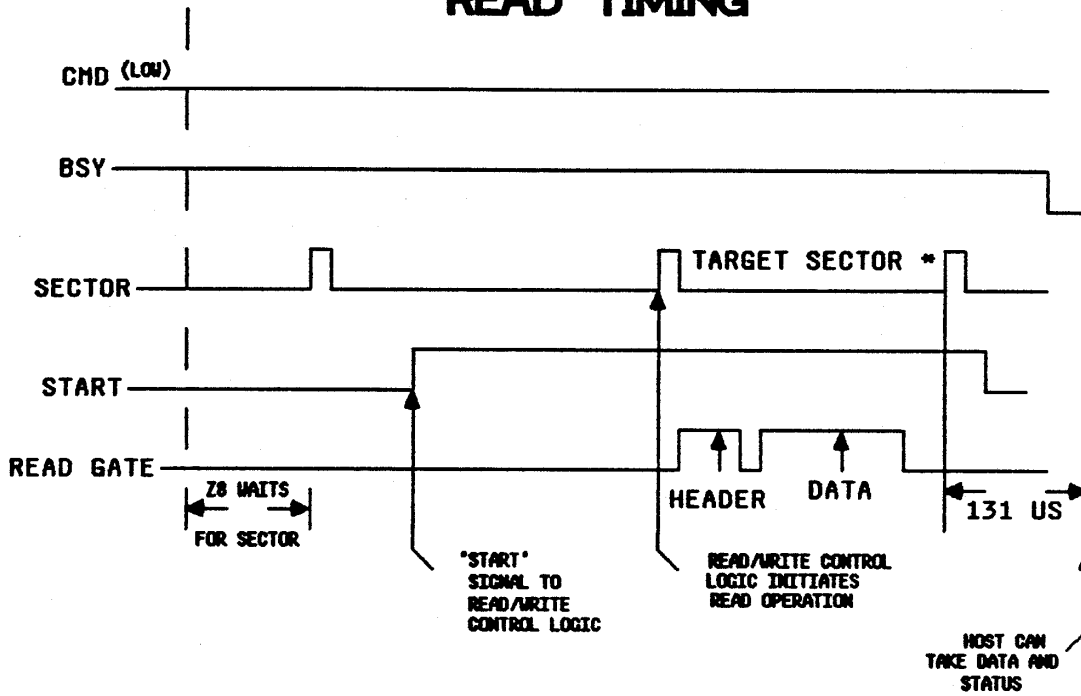 READ TIMING
CMD (LOW)
BSY
SECTOR
TARGET SECTOR *
START
READ GATE
Z8 WAITS
FOR SECTOR
HEADER
DATA
131 US
"START"
SIGNAL TO
READ/WRITE
CONTROL LOGIC
READ/WRITE CONTROL
LOGIC INITIATES
READ OPERATION
HOST CAN
TAKE DATA AND
STATUS